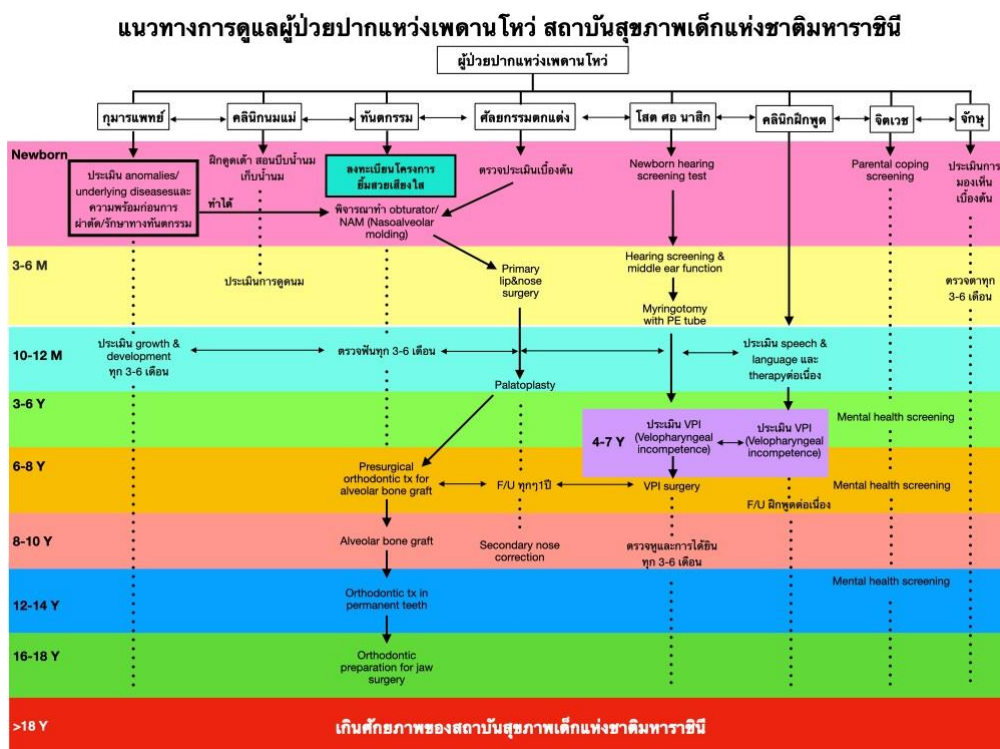 แนวทางการดูแลผู้ป่วยปากแหว่งเพดานโหว่ สถาบันสุขภาพเด็กแห่งชาติมหาราชินี
ผู้ป่วยปากแหว่งเพดานโหว่
กุมารแพทย์
คลินิกนมแม่
ทันตกรรม
ศัลยกรรมตกแต่ง
โสต ศอ นาสิก
คลินิกฝึกพูด
จิตเวช
จักษุ
Newborn
ประเมิน anomalies/
underlying diseasesและ
ความพร้อมก่อนการ
ผ่าตัด/รักษาทางทันตกรรม
ทำได้
ฝึกดูดเต้า สอนบีบน้ำนม
เก็บน้ำนม
ลงทะเบียนโครงการ
ยิ้มสวยเสียงใส
พิจารณาทำ obturator/
NAM (Nasoalveolar
molding)
ตรวจประเมินเบื้องต้น
Newborn hearing
screening test
Parental coping
screening
ประเมินการ
มองเห็น
เบื้องต้น
3-6 M
ประเมินการดูดนม
Primary
lip&nose
surgery
Hearing screening &
middle ear function
Myringotomy
with PE tube
ตรวจตาทุก
3-6 เดือน
10-12 M
ประเมิน growth &
development
ทุก 3-6 เดือน
ตรวจฟันทุก 3-6 เดือน
Palatoplasty
ประเมิน speech &
language และ
therapyต่อเนื่อง
3-6 Y
4-7 Y
ประเมิน VPI
(Velopharyngeal
incompetence)
ประเมิน VPI
(Velopharyngeal
incompetence)
Mental health screening
6-8 Y
Presurgical
orthodontic tx for
alveolar bone graft
F/U ทุกๆ1ปี
VPI surgery
F/U ฝึกพูดต่อเนื่อง
Mental health screening
8-10 Y
Alveolar bone graft
Secondary nose
correction
ตรวจหูและการได้ยิน
ทุก 3-6 เดือน
12-14 Y
Orthodontic tx in
permanent teeth
Mental health screening
16-18 Y
Orthodontic
preparation for jaw
surgery
>18 Y
เกินศักยภาพของสถาบันสุขภาพเด็กแห่งชาติมหาราชินี